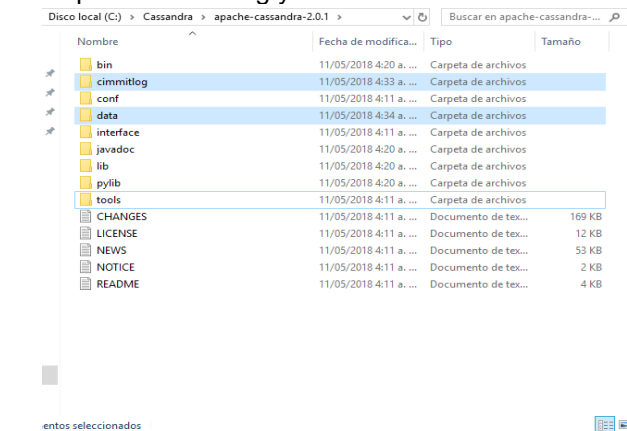 Disco local (C:) > Cassandra > apache-cassandra-2.0.1 > Buscar en apache-cassandra-...
Nombre Fecha de modifica... Tipo Tamaño
bin 11/05/2018 4:20 a. ... Carpeta de archivos
cimmitlog 11/05/2018 4:33 a. ... Carpeta de archivos
conf 11/05/2018 4:11 a. ... Carpeta de archivos
data 11/05/2018 4:34 a. ... Carpeta de archivos
interface 11/05/2018 4:11 a. ... Carpeta de archivos
javadoc 11/05/2018 4:20 a. ... Carpeta de archivos
lib 11/05/2018 4:20 a. ... Carpeta de archivos
pylib 11/05/2018 4:20 a. ... Carpeta de archivos
tools 11/05/2018 4:11 a. ... Carpeta de archivos
CHANGES 11/05/2018 4:11 a. ... Documento de tex... 169 KB
LICENSE 11/05/2018 4:11 a. ... Documento de tex... 12 KB
NEWS 11/05/2018 4:11 a. ... Documento de tex... 53 KB
NOTICE 11/05/2018 4:11 a. ... Documento de tex... 2 KB
README 11/05/2018 4:11 a. ... Documento de tex... 4 KB
entos seleccionados